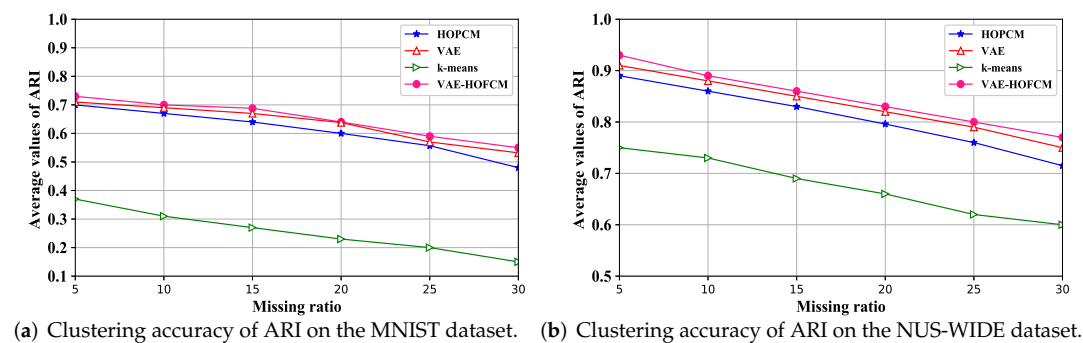 1.0
0.9
0.8
0.7
0.6
0.5
0.4
0.3
0.2
0.1
Average values of ARI
5 10 15 20 25 30
Missing ratio
HOPCM
VAE
k-means
VAE-HOFCM
(a) Clustering accuracy of ARI on the MNIST dataset.
1.0
0.9
0.8
0.7
0.6
0.5
Average values of ARI
5 10 15 20 25 30
Missing ratio
HOPCM
VAE
k-means
VAE-HOFCM
(b) Clustering accuracy of ARI on the NUS-WIDE dataset.